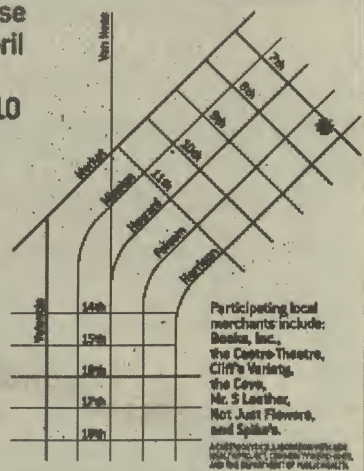 se
ril
10
Van Ness
7th
8th
9th
10th
11th
Market
Mission
Howard
Folsom
Harrison
Valencia
14th
15th
16th
17th
18th
Participating local
merchants include:
Books, Inc.,
the Castro Theatre,
Cliff's Variety,
the Cove,
Mr. S Leather,
Not Just Flowers,
and Spike's.